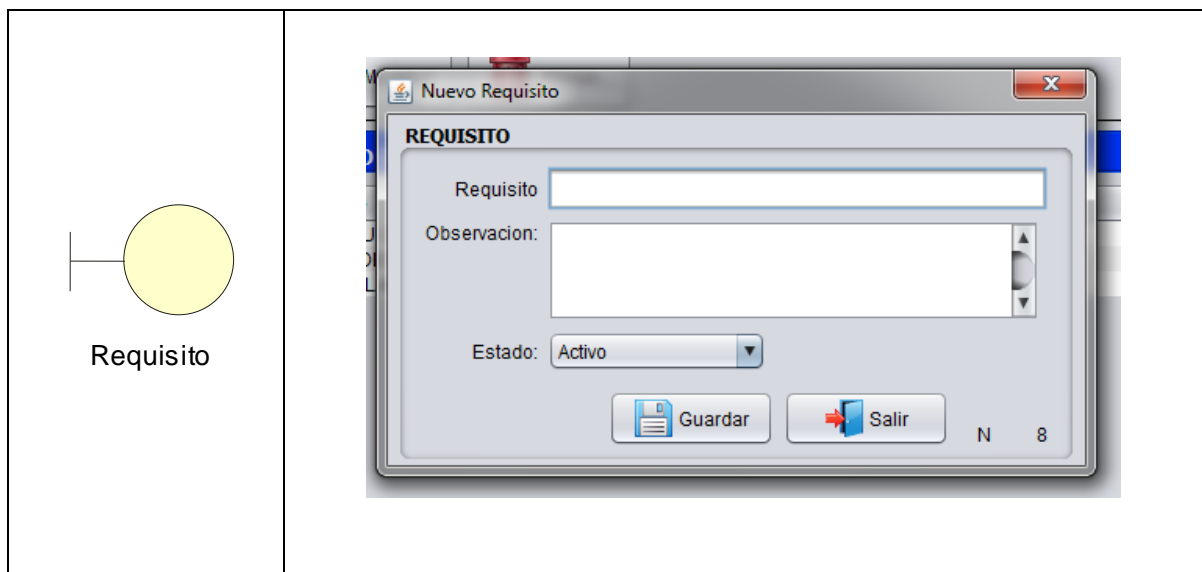 Requisito
Nuevo Requisito
REQUISITO
Requisito
Observacion:
Estado: Activo
Guardar Salir N 8